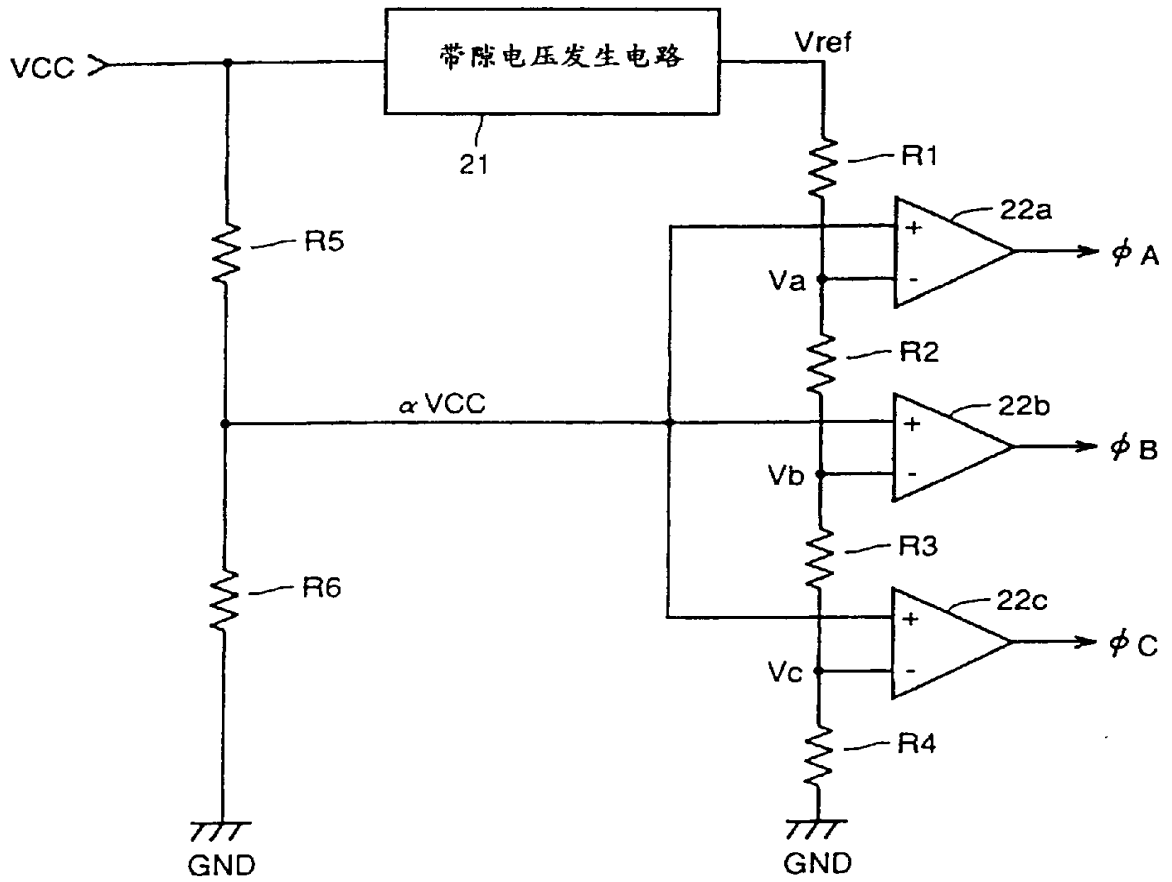 VCC
带隙电压发生电路
Vref
21
R1
22a
ϕA
+
-
Va
R5
R2
αVCC
22b
ϕB
+
-
Vb
R3
R6
22c
ϕC
+
-
Vc
R4
GND
GND